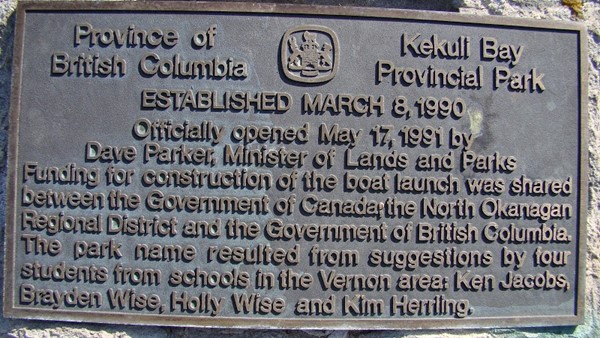 Province of
British Columbia
Kekuli Bay
Provincial Park
ESTABLISHED MARCH 8, 1990
Officially opened May 17, 1991 by
Dave Parker, Minister of Lands and Parks
Funding for construction of the boat launch was shared
between the Government of Canada, the North Okanagan
Regional District and the Government of British Columbia.
The park name resulted from suggestions by four
students from schools in the Vernon area: Ken Jacobs,
Brayden Wise, Holly Wise and Kim Herrling.